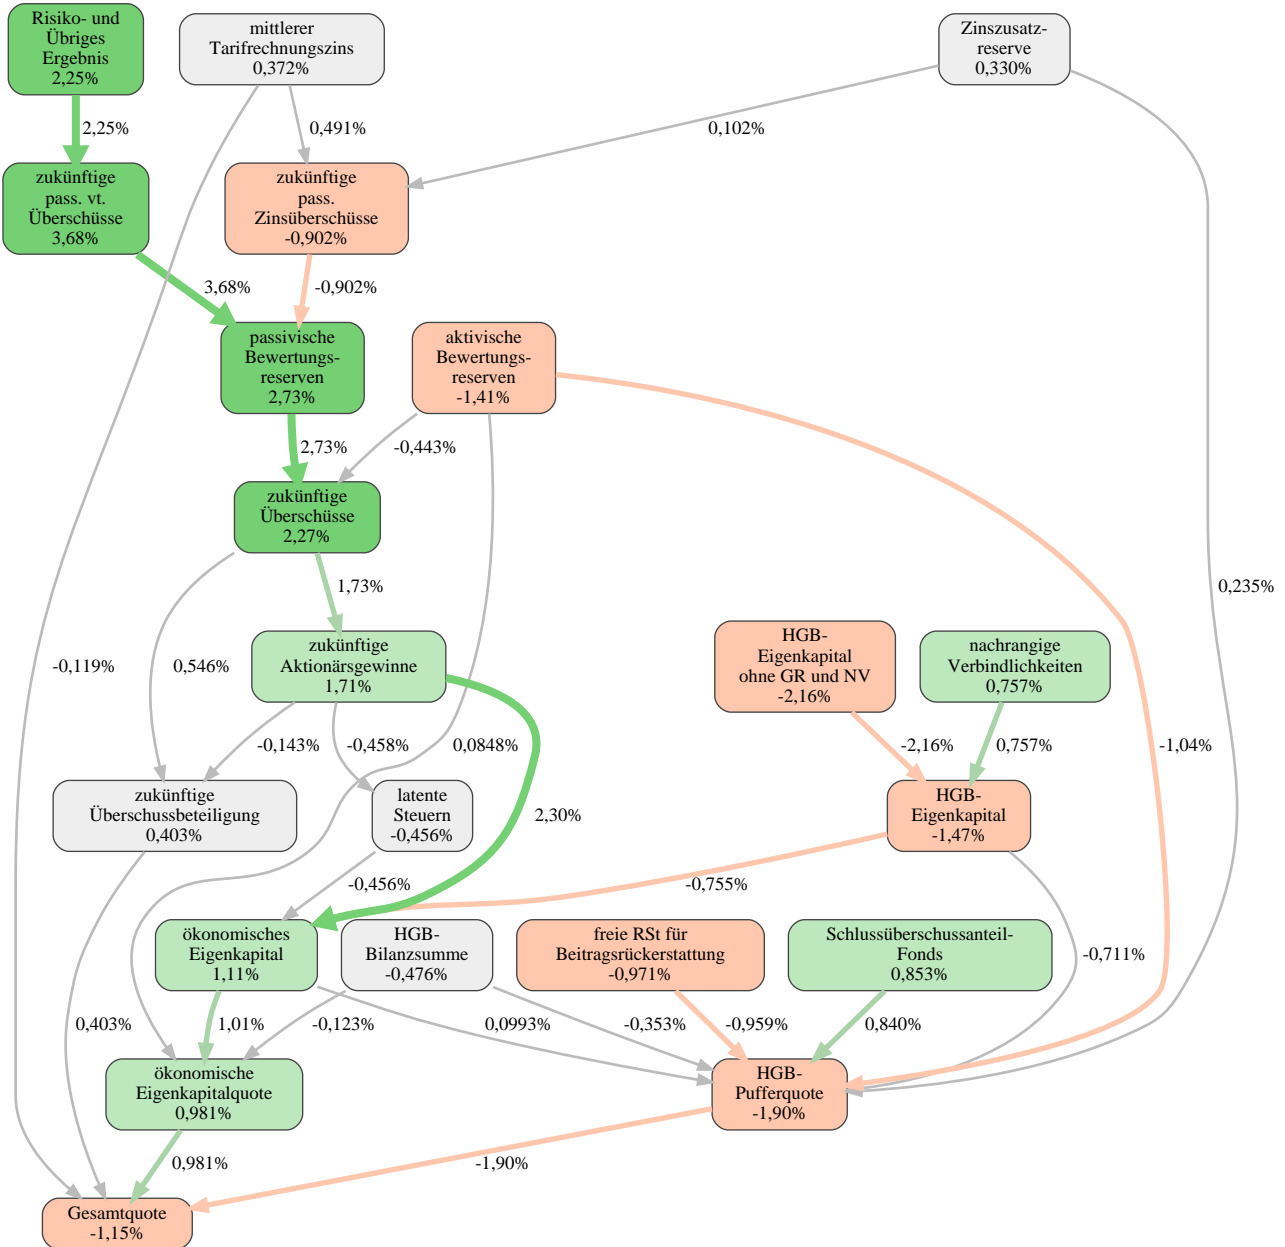 Risiko- und
Übriges
Ergebnis
2,25%
mittlerer
Tarifrechnungszins
0,372%
Zinszusatz-
reserve
0,330%
2,25%
0,491%
0,102%
zukünftige
pass. vt.
Überschüsse
3,68%
zukünftige
pass.
Zinsüberschüsse
-0,902%
3,68%
-0,902%
passivische
Bewertungs-
reserven
2,73%
aktivische
Bewertungs-
reserven
-1,41%
2,73%
-0,443%
zukünftige
Überschüsse
2,27%
1,73%
0,235%
-0,119%
0,546%
zukünftige
Aktionärsgewinne
1,71%
HGB-
Eigenkapital
ohne GR und NV
-2,16%
nachrangige
Verbindlichkeiten
0,757%
-0,143%
-0,458%
0,0848%
-2,16%
0,757%
-1,04%
zukünftige
Überschussbeteiligung
0,403%
latente
Steuern
-0,456%
2,30%
HGB-
Eigenkapital
-1,47%
-0,456%
-0,755%
ökonomisches
Eigenkapital
1,11%
HGB-
Bilanzsumme
-0,476%
freie RSt für
Beitragsrückerstattung
-0,971%
Schlussüberschussanteil-
Fonds
0,853%
-0,711%
0,403%
1,01%
-0,123%
0,0993%
-0,353%
-0,959%
0,840%
ökonomische
Eigenkapitalquote
0,981%
HGB-
Pufferquote
-1,90%
0,981%
-1,90%
Gesamtquote
-1,15%